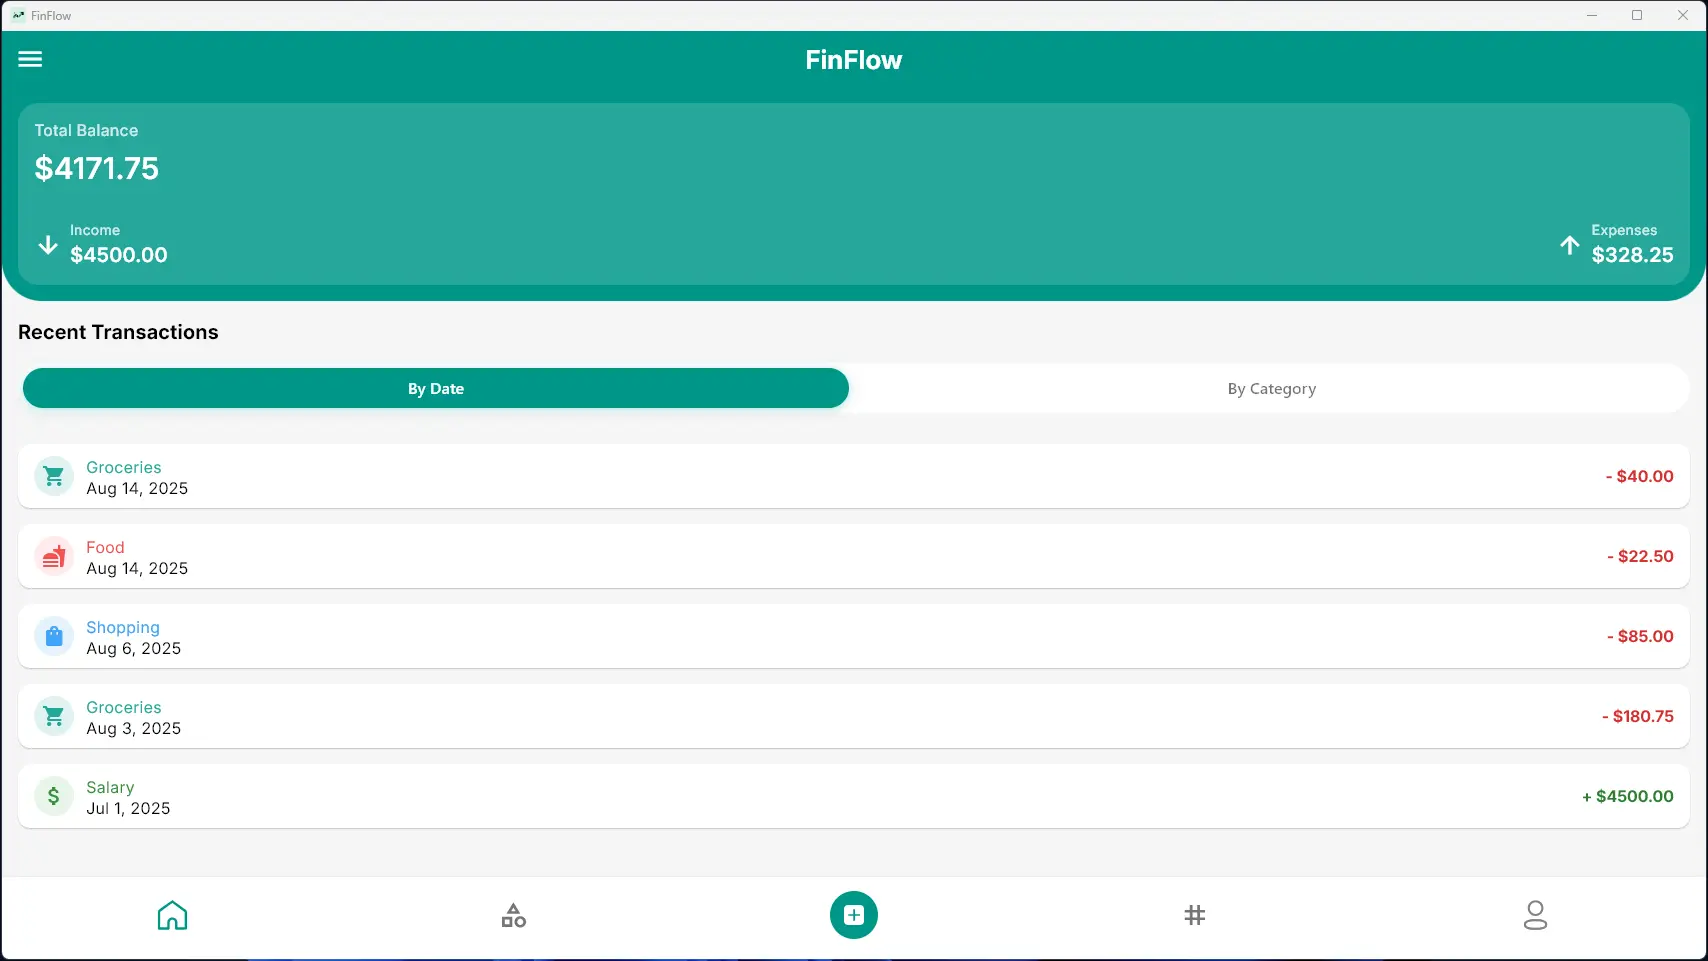 FinFlow
FinFlow
Total Balance
$4171.75
Income
$4500.00
Expenses
$328.25
Recent Transactions
By Date
By Category
Groceries
Aug 14, 2025
- $40.00
Food
Aug 14, 2025
- $22.50
Shopping
Aug 6, 2025
- $85.00
Groceries
Aug 3, 2025
- $180.75
Salary
Jul 1, 2025
+ $4500.00